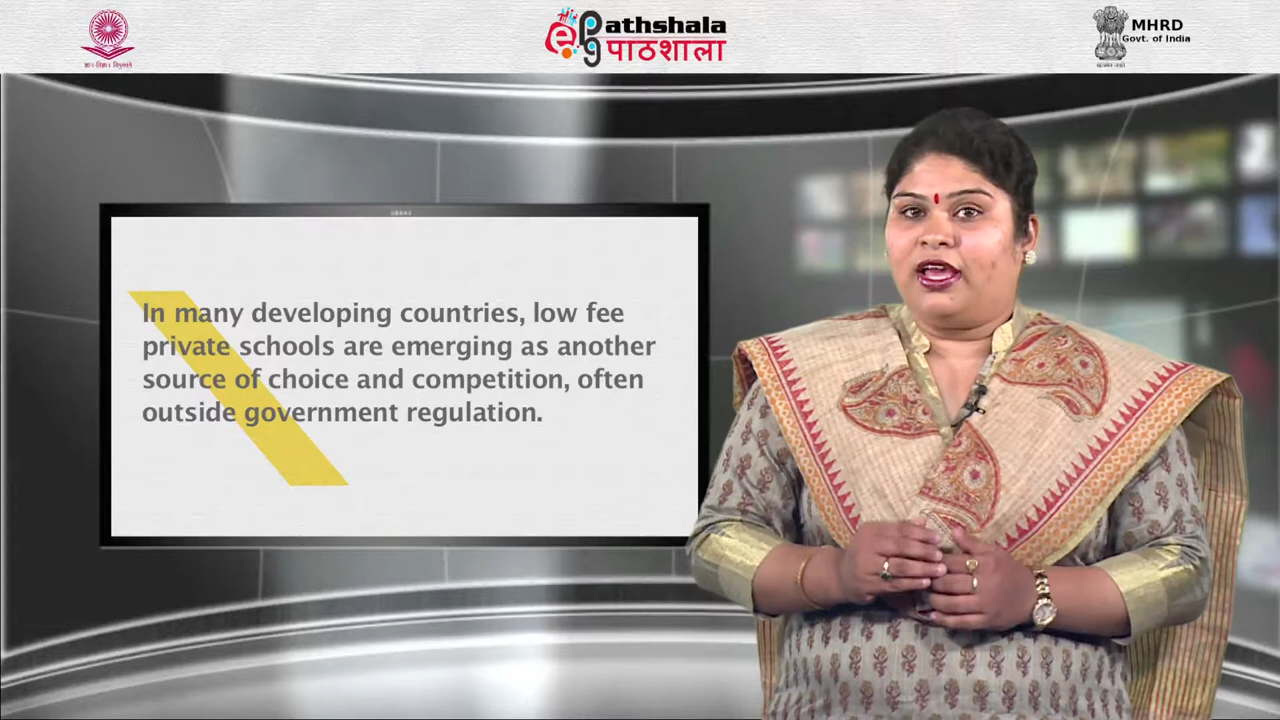 ePathshala
पाठशाला
MHRD
Govt. of India
In many developing countries, low fee
private schools are emerging as another
source of choice and competition, often
outside government regulation.